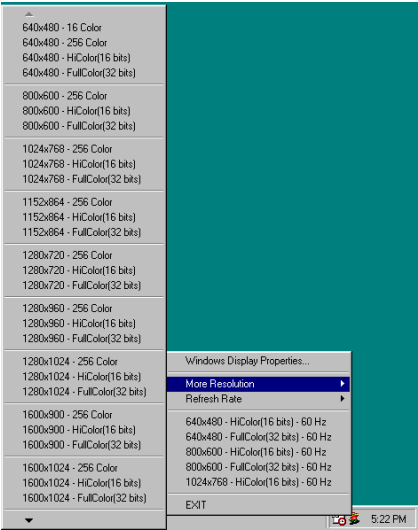 640x480 - 16 Color
640x480 - 256 Color
640x480 - HiColor(16 bits)
640x480 - FullColor(32 bits)
800x600 - 256 Color
800x600 - HiColor(16 bits)
800x600 - FullColor(32 bits)
1024x768 - 256 Color
1024x768 - HiColor(16 bits)
1024x768 - FullColor(32 bits)
1152x864 - 256 Color
1152x864 - HiColor(16 bits)
1152x864 - FullColor(32 bits)
1280x720 - 256 Color
1280x720 - HiColor(16 bits)
1280x720 - FullColor(32 bits)
1280x960 - 256 Color
1280x960 - HiColor(16 bits)
1280x960 - FullColor(32 bits)
1280x1024 - 256 Color
1280x1024 - HiColor(16 bits)
1280x1024 - FullColor(32 bits)
1600x900 - 256 Color
1600x900 - HiColor(16 bits)
1600x900 - FullColor(32 bits)
1600x1024 - 256 Color
1600x1024 - HiColor(16 bits)
1600x1024 - FullColor(32 bits)
Windows Display Properties...
More Resolution
Refresh Rate
640x480 - HiColor(16 bits) - 60 Hz
640x480 - FullColor(32 bits) - 60 Hz
800x600 - HiColor(16 bits) - 60 Hz
800x600 - FullColor(32 bits) - 60 Hz
1024x768 - HiColor(16 bits) - 60 Hz
EXIT
5:22 PM